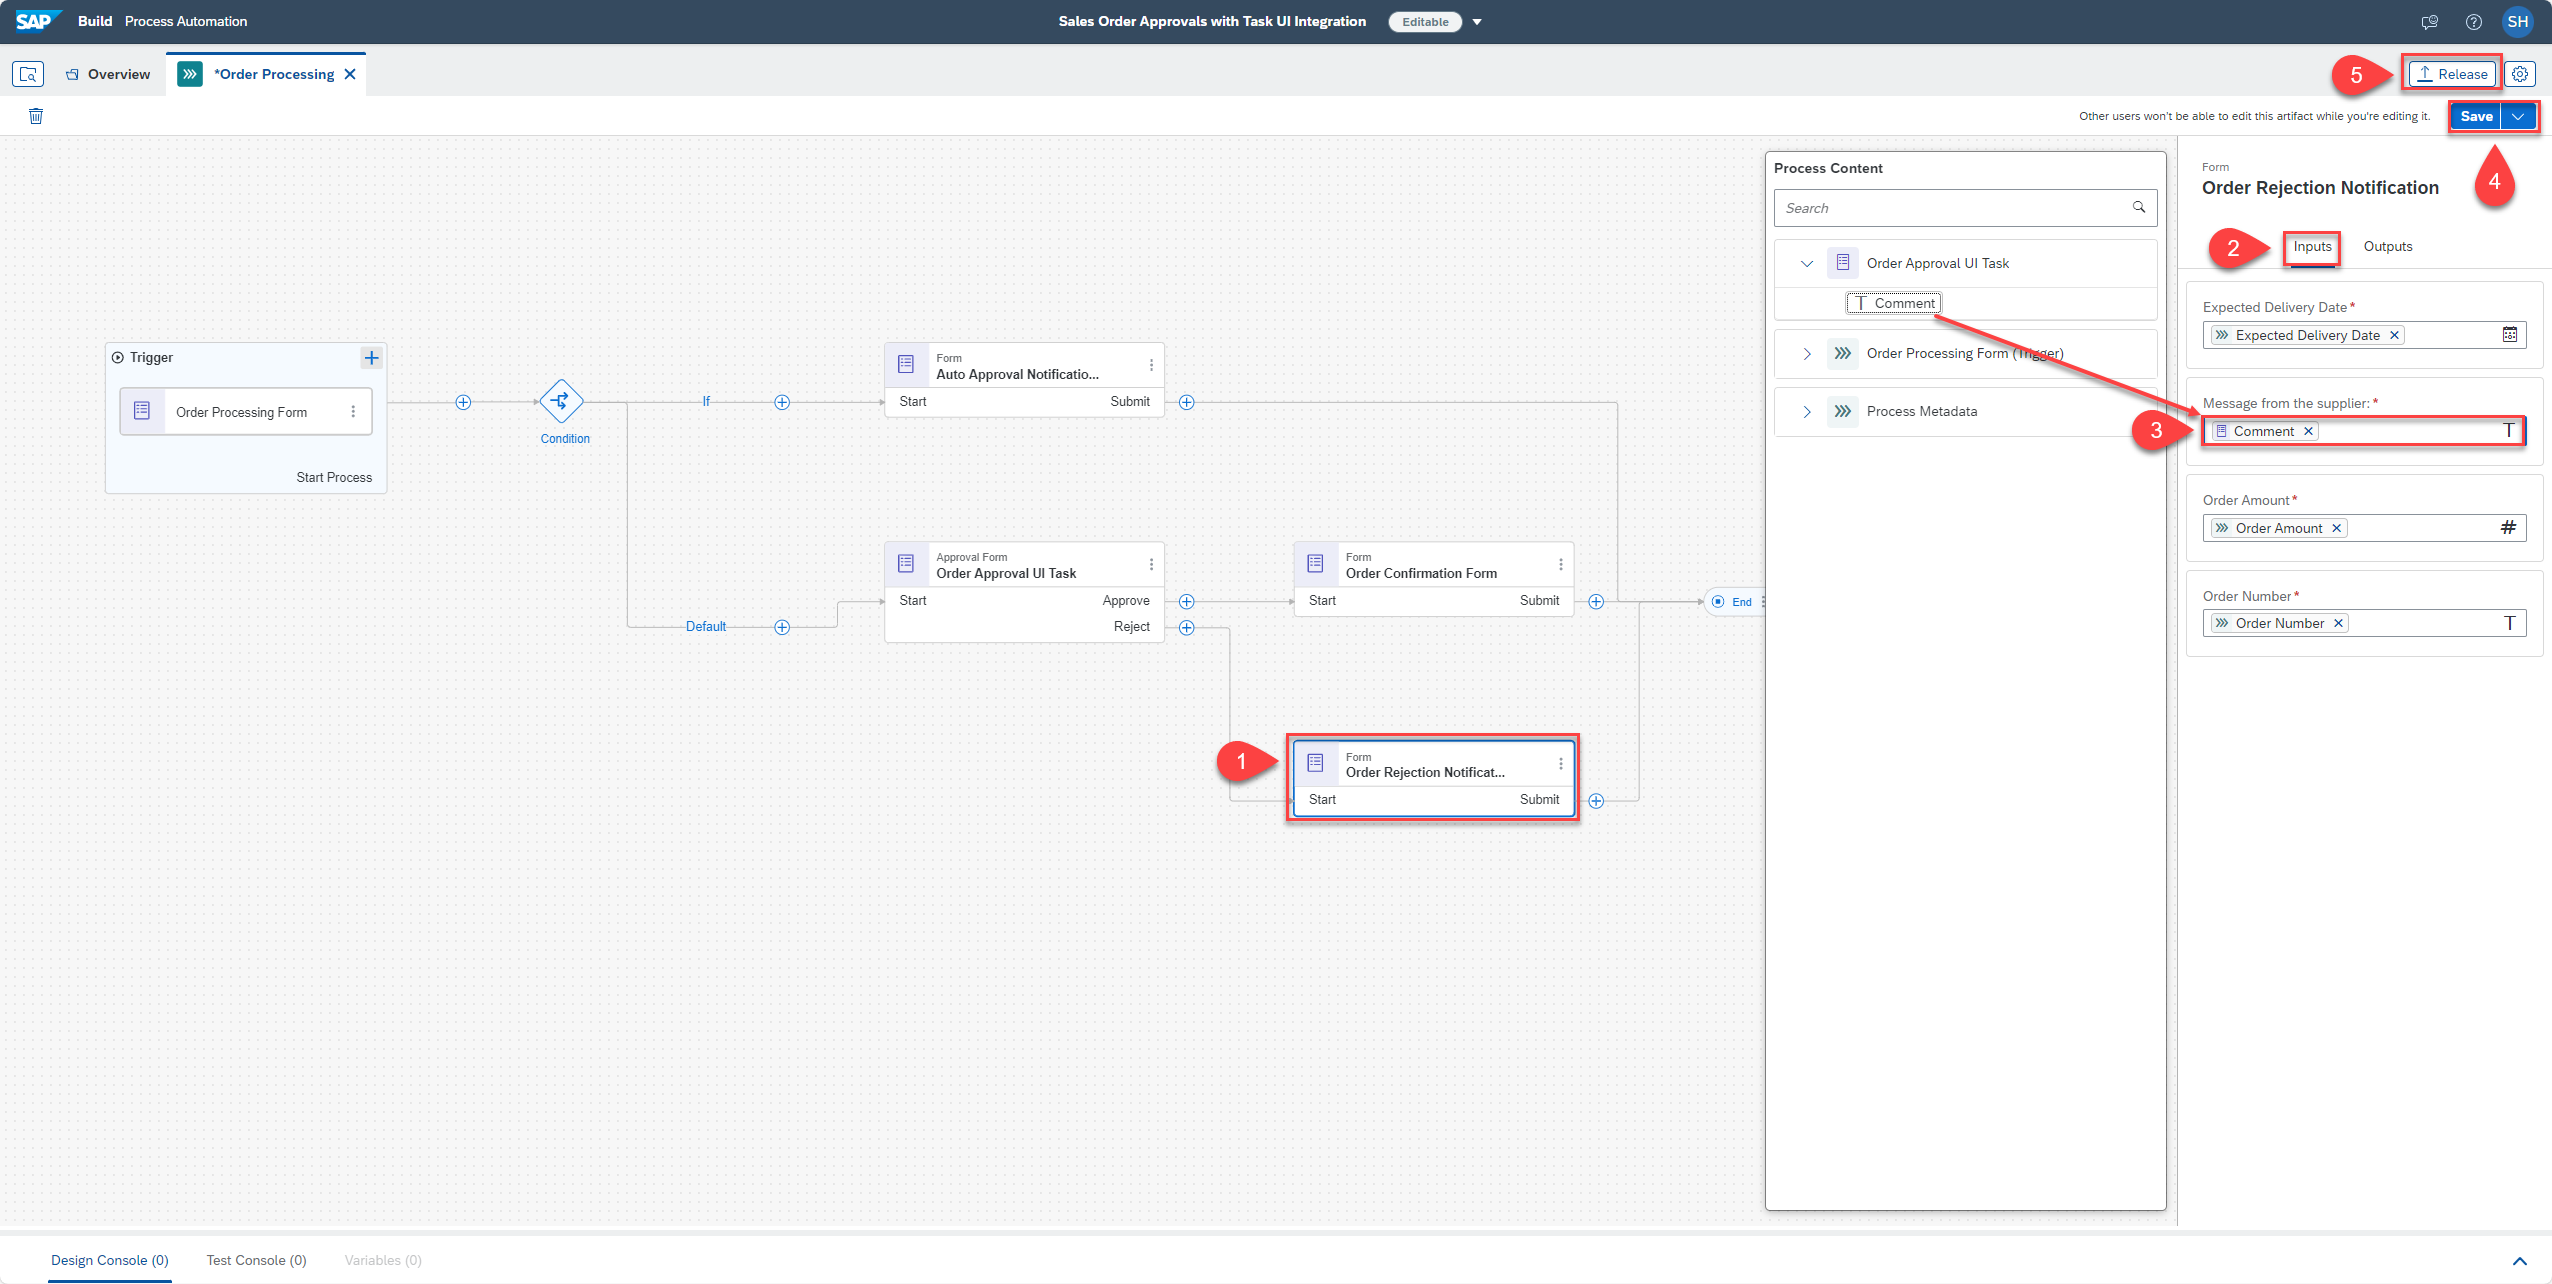 SAP Build Process Automation
Sales Order Approvals with Task UI Integration Editable
SH
Overview
*Order Processing
5
Release
Other users won't be able to edit this artifact while you're editing it.
Save
4
Trigger
Order Processing Form
Start Process
Condition
If
Default
Form
Auto Approval Notificatio...
Start Submit
Approval Form
Order Approval UI Task
Start Approve
Reject
Form
Order Confirmation Form
Start Submit
End
1
Form
Order Rejection Notificat...
Start Submit
Process Content
Search
Order Approval UI Task
Comment
Order Processing Form (Trigger)
Process Metadata
Form
Order Rejection Notification
2
Inputs Outputs
Expected Delivery Date*
Expected Delivery Date
Message from the supplier:*
3
Comment
Order Amount*
Order Amount
Order Number*
Order Number
Design Console (0) Test Console (0) Variables (0)